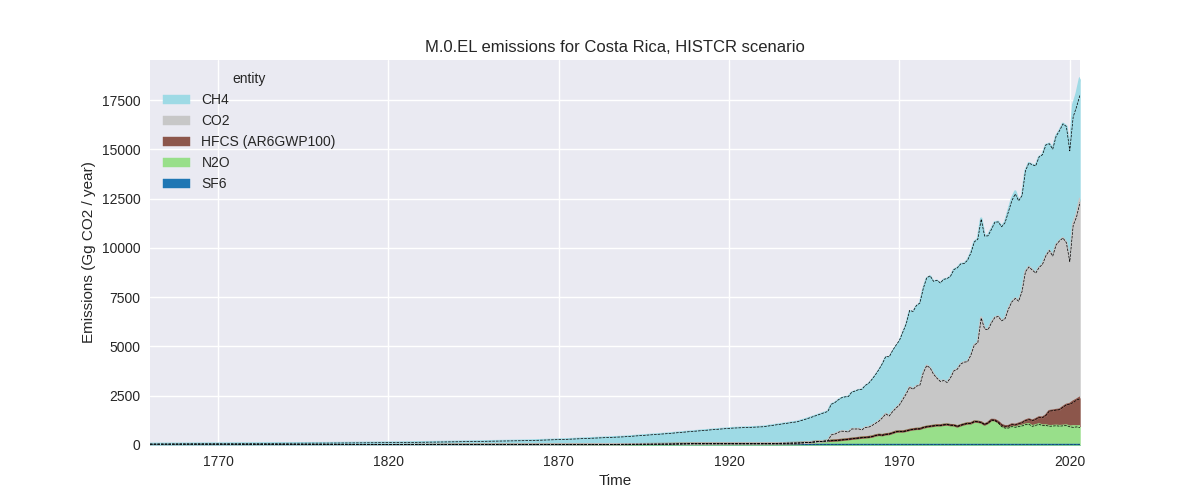 M.0.EL emissions for Costa Rica, HISTCR scenario
entity
CH4
CO2
HFCS (AR6GWP100)
N2O
SF6
17500
15000
12500
10000
7500
5000
2500
0
Emissions (Gg CO2 / year)
1770 1820 1870 1920 1970 2020
Time